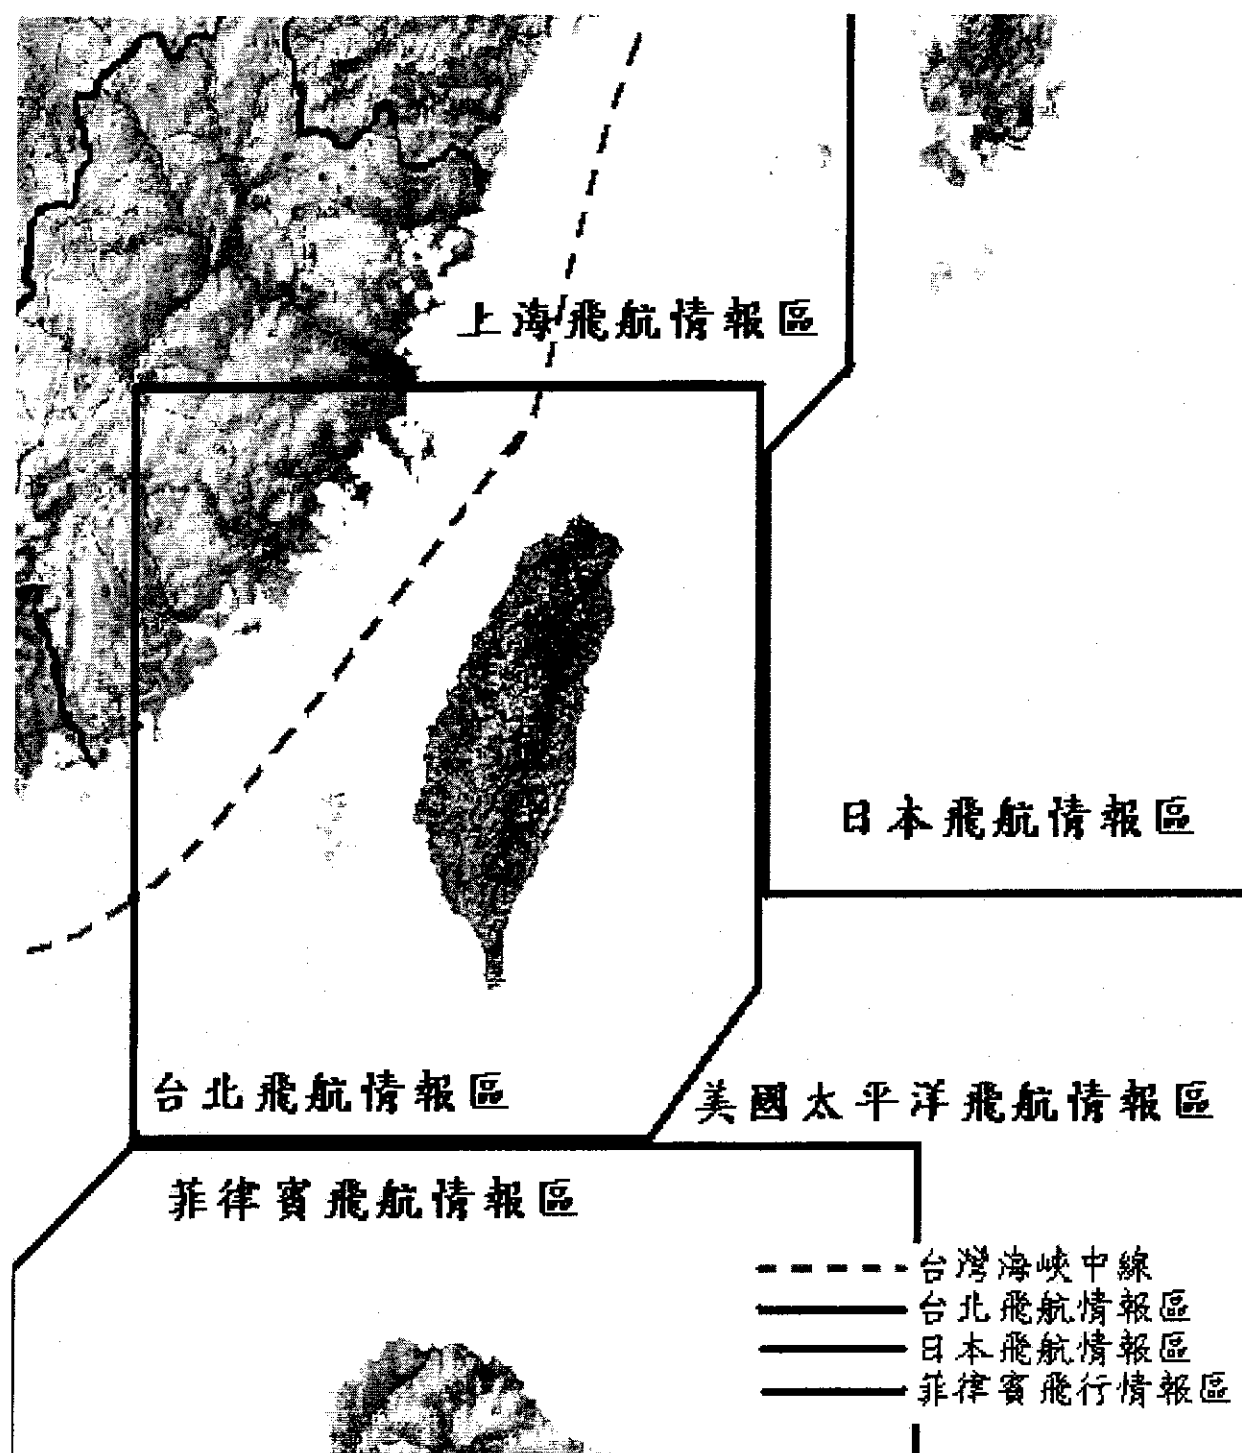 上海飛航情報區
日本飛航情報區
台北飛航情報區
美國太平洋飛航情報區
菲律賓飛航情報區
台灣海峽中線
台北飛航情報區
日本飛航情報區
菲律賓飛行情報區